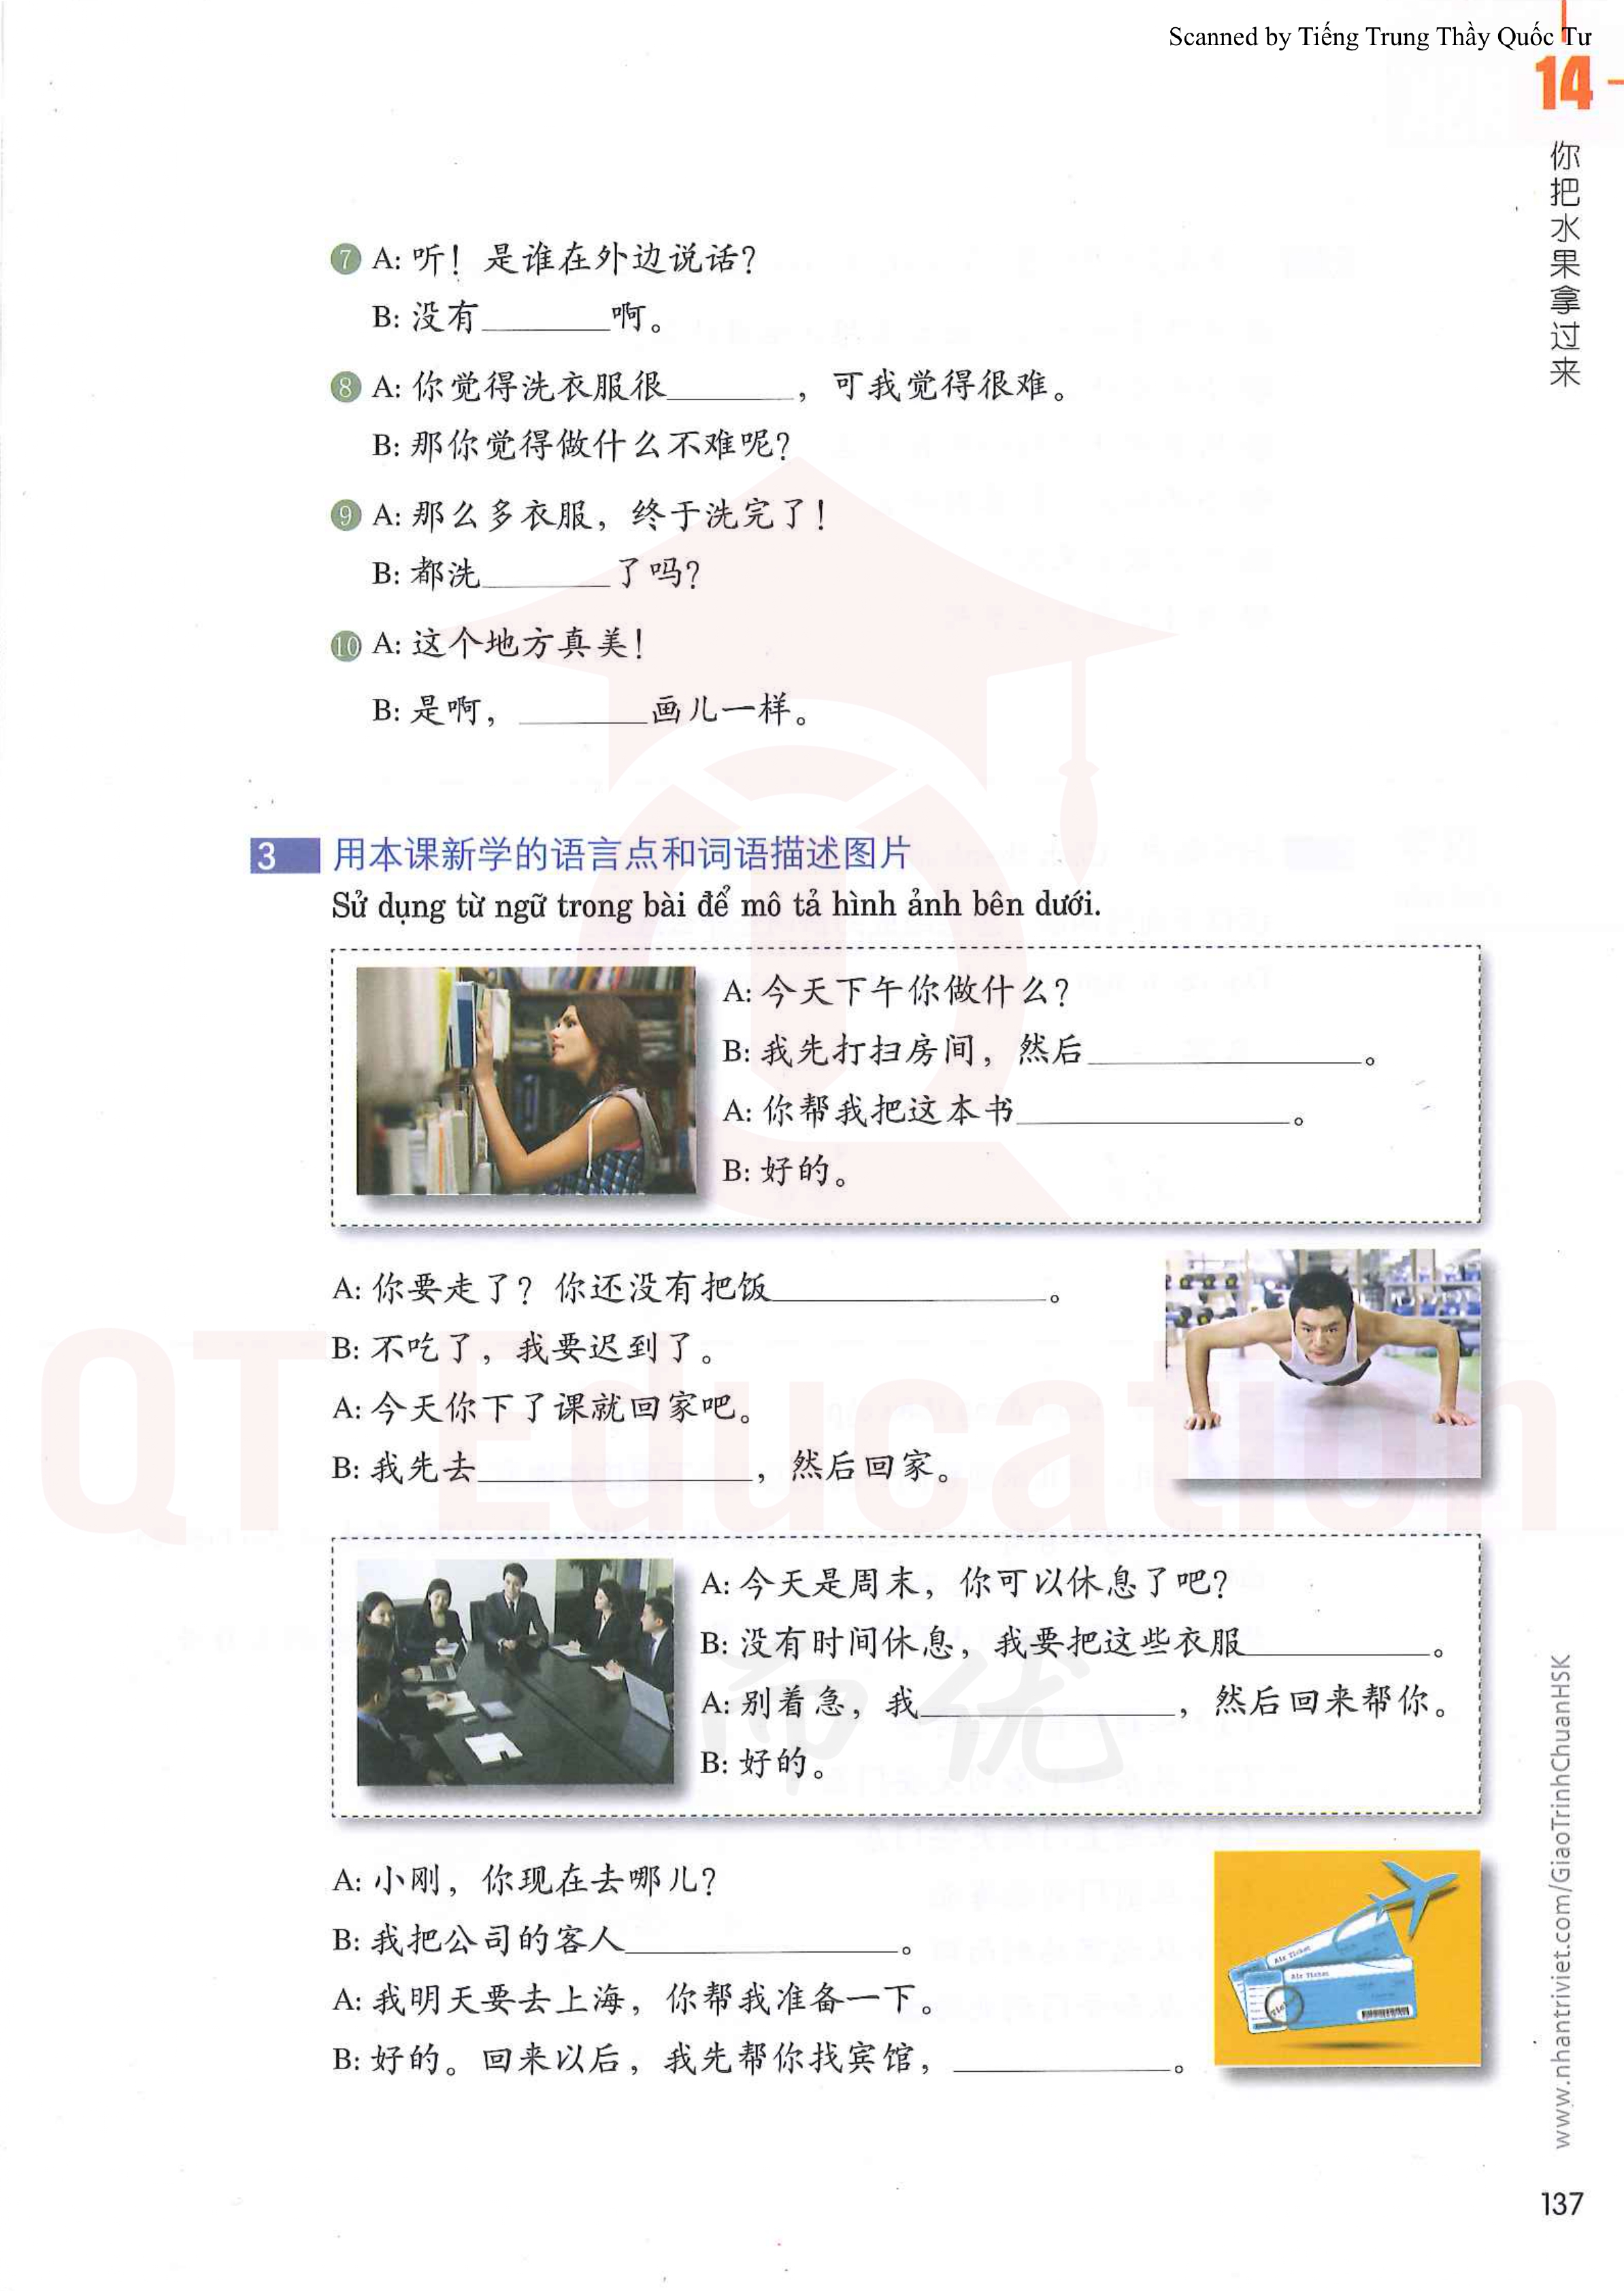 Scanned by Tiếng Trung Thầy Quốc Tư
14
你把水果拿过来
7 A: 听！是谁在外边说话？
B: 没有________啊。
8 A: 你觉得洗衣服很________，可我觉得很难。
B: 那你觉得做什么不难呢？
9 A: 那么多衣服，终于洗完了！
B: 都洗________了吗？
10 A: 这个地方真美！
B: 是啊，________画儿一样。
3 用本课新学的语言点和词语描述图片
Sử dụng từ ngữ trong bài để mô tả hình ảnh bên dưới.
A: 今天下午你做什么？
B: 我先打扫房间，然后________________。
A: 你帮我把这本书________________。
B: 好的。
A: 你要走了？你还没有把饭________________。
B: 不吃了，我要迟到了。
A: 今天你下了课就回家吧。
B: 我先去________________，然后回家。
QT Education
A: 今天是周末，你可以休息了吧？
B: 没有时间休息，我要把这些衣服___________。
A: 别着急，我_______________，然后回来帮你。
B: 好的。
而优
A: 小刚，你现在去哪儿？
B: 我把公司的客人________________。
A: 我明天要去上海，你帮我准备一下。
B: 好的。回来以后，我先帮你找宾馆，_____________。
Air Ticket
Air Ticket
www.nhantriviet.com/GiaoTrinhChuanHSK
137